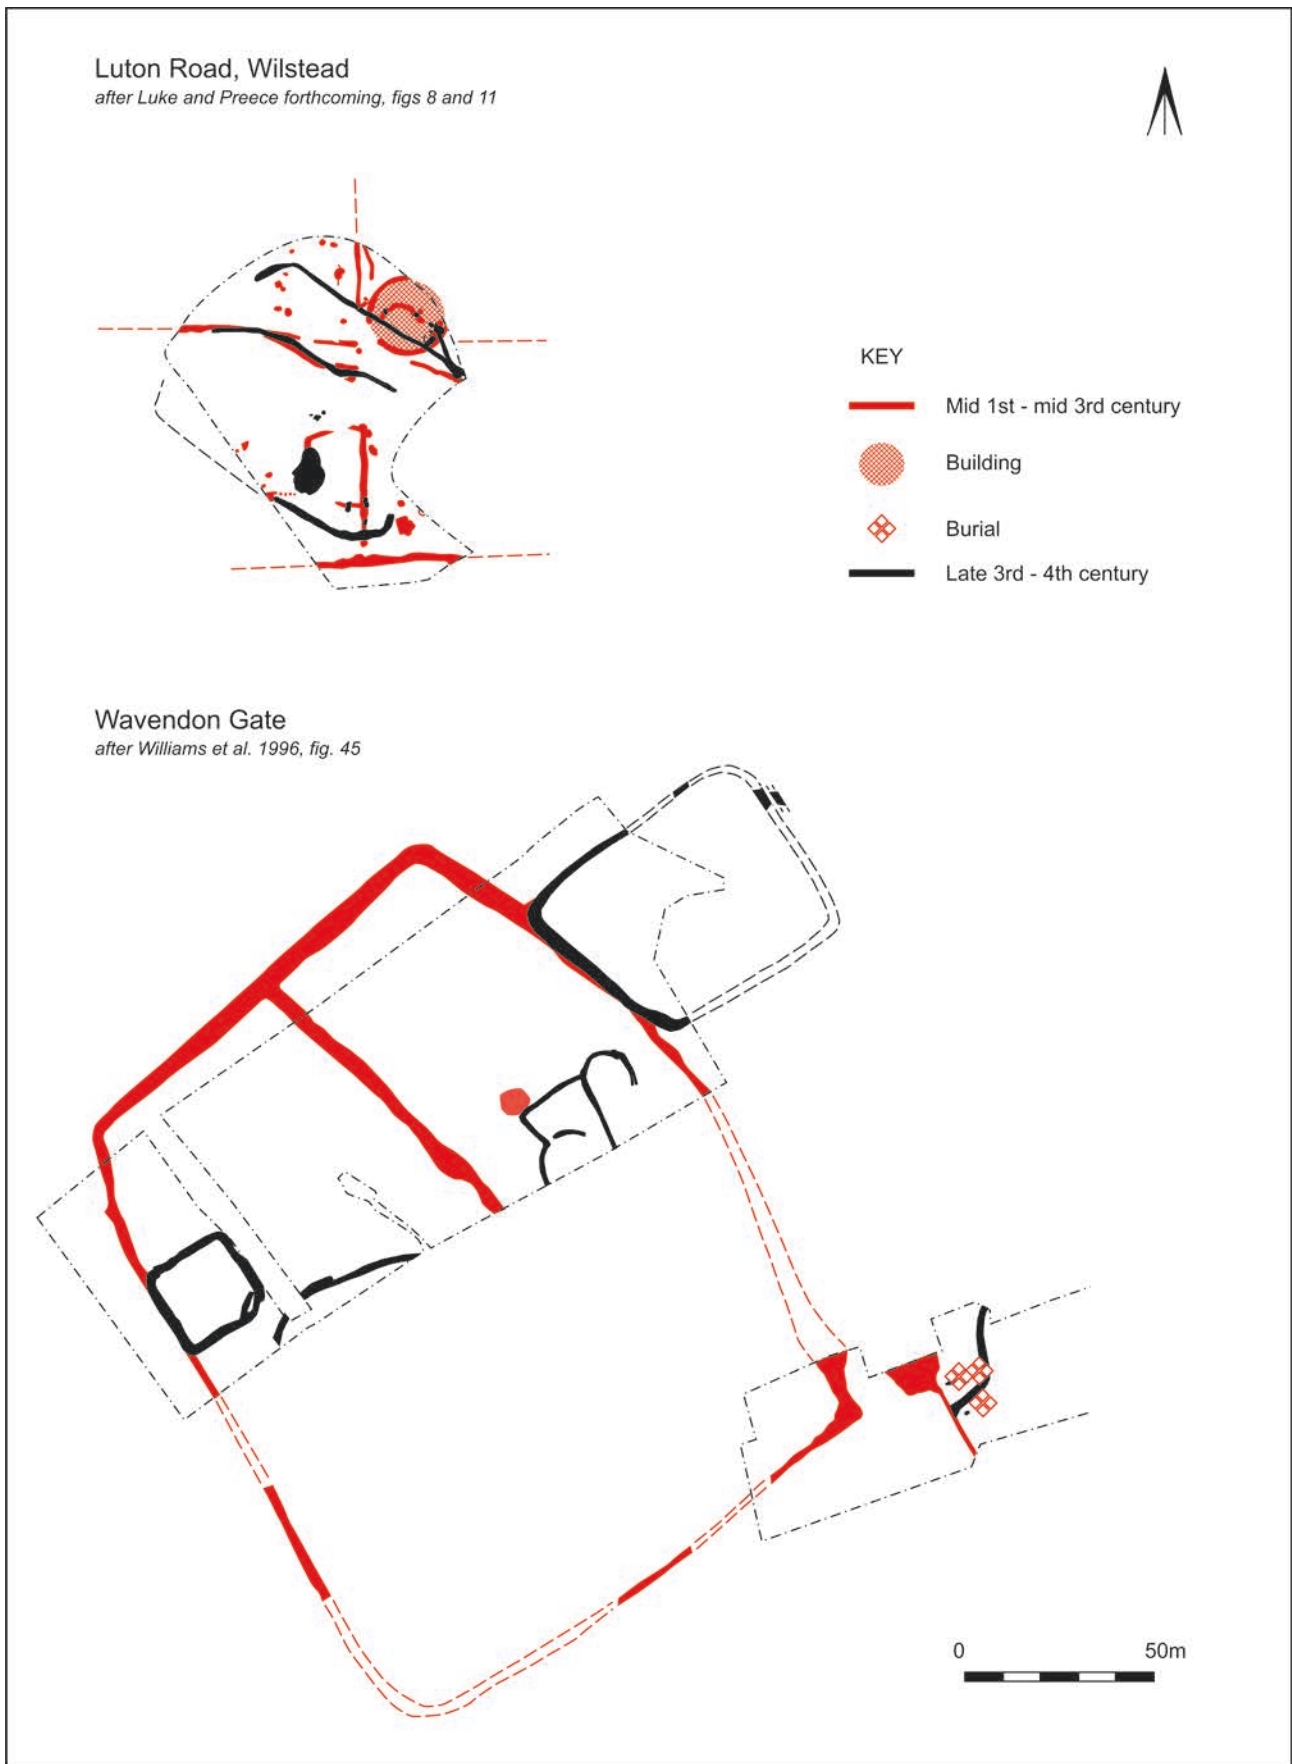 Luton Road, Wilstead
after Luke and Preece forthcoming, figs 8 and 11
KEY
Mid 1st - mid 3rd century
Building
Burial
Late 3rd - 4th century
Wavendon Gate
after Williams et al. 1996, fig. 45
0 50m